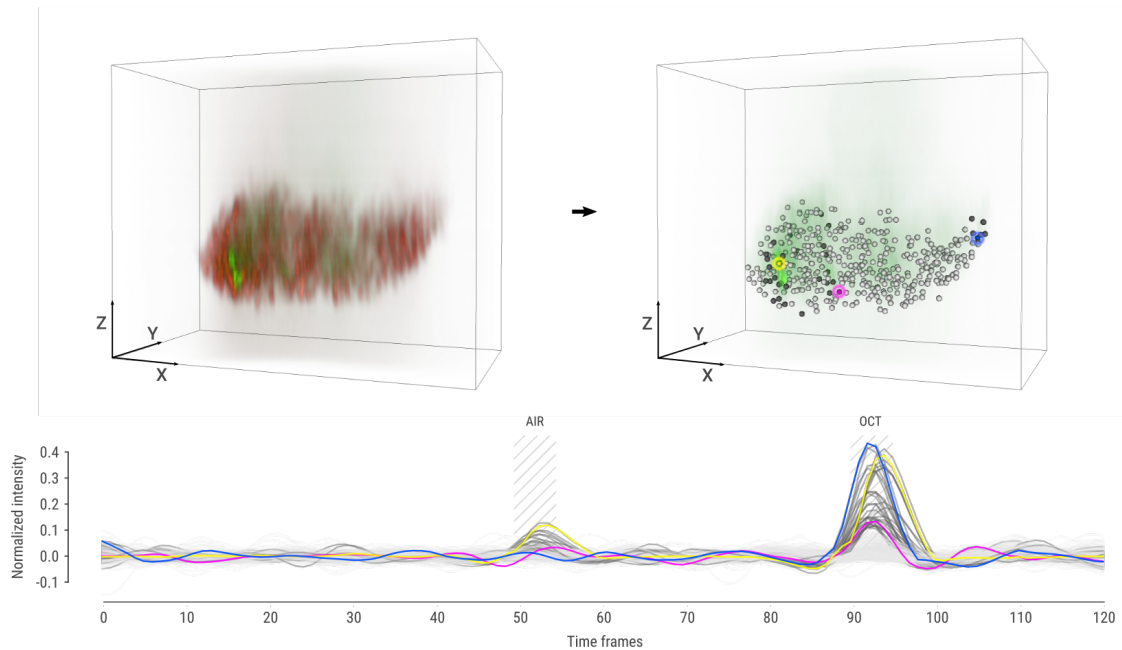 Z
Y
X
Z
Y
X
AIR
OCT
Normalized intensity
0.4
0.3
0.2
0.1
0.0
-0.1
0 10 20 30 40 50 60 70 80 90 100 110 120
Time frames